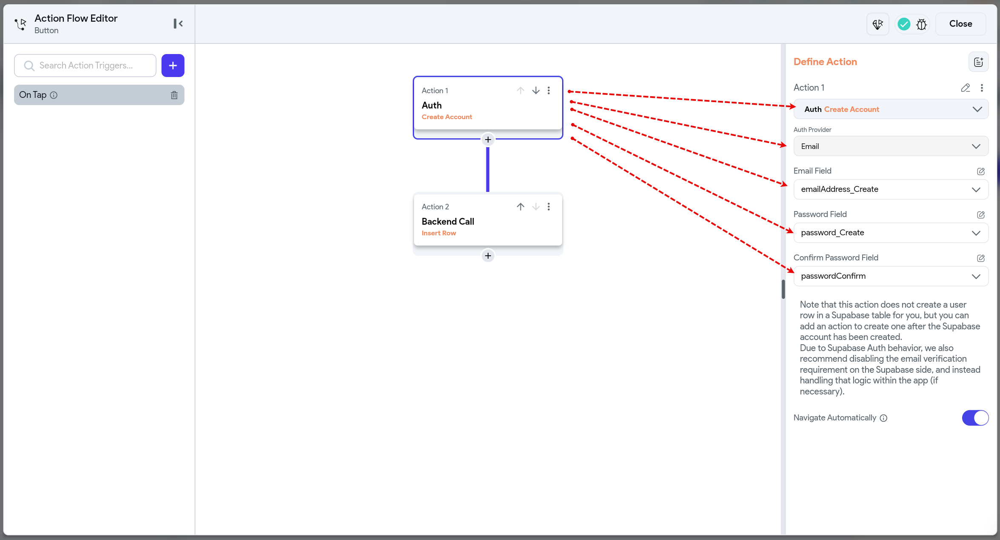 Action Flow Editor
Button
Close
Search Action Triggers...
On Tap
Action 1
Auth
Create Account
Action 2
Backend Call
Insert Row
Define Action
Action 1
Auth Create Account
Auth Provider
Email
Email Field
emailAddress_Create
Password Field
password_Create
Confirm Password Field
passwordConfirm
Note that this action does not create a user
row in a Supabase table for you, but you can
add an action to create one after the Supabase
account has been created.
Due to Supabase Auth behavior, we also
recommend disabling the email verification
requirement on the Supabase side, and instead
handling that logic within the app (if
necessary).
Navigate Automatically